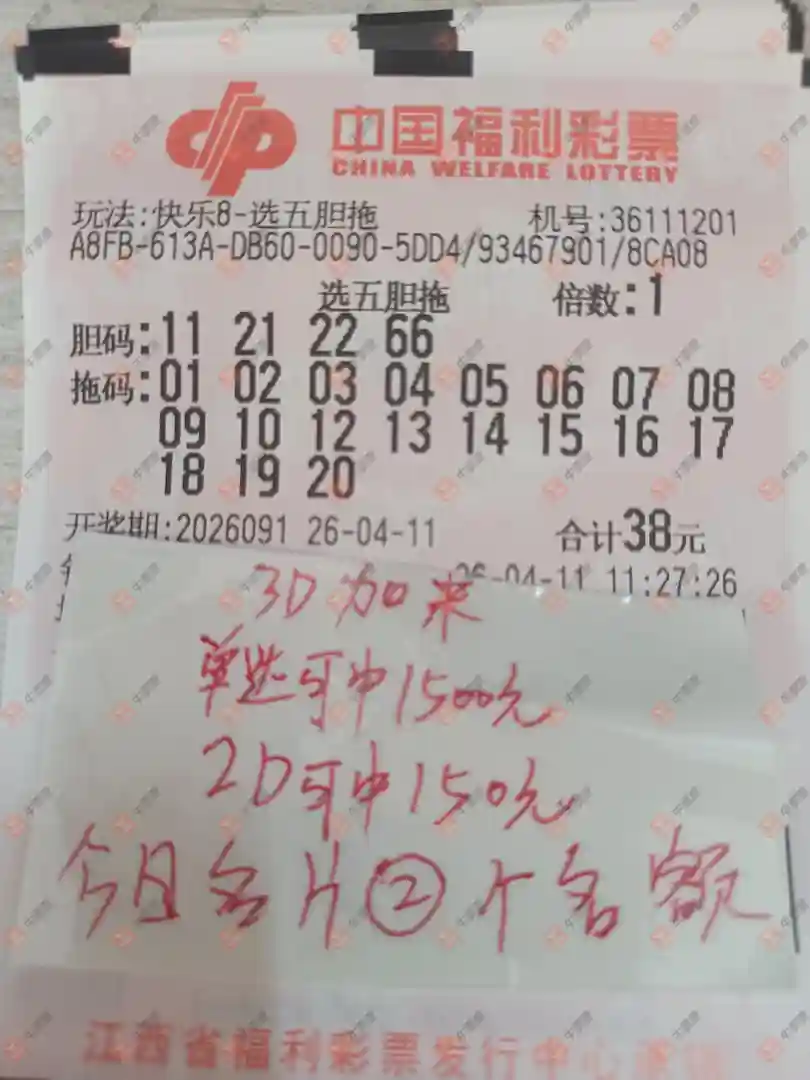 中国福利彩票
CHINA WELFARE LOTTERY
玩法:快乐8-选五胆拖 机号:36111201
A8FB-613A-DB60-0090-5DD4/93467901/8CA08
选五胆拖 倍数:1
胆码:11 21 22 66
拖码:01 02 03 04 05 06 07 08
09 10 12 13 14 15 16 17
18 19 20
开奖期:2026091 26-04-11 合计38元
26-04-11 11:27:26
3D加来
单选可中1500元
2D可中150元
今日名片②个名额
江西省福利彩票发行中心